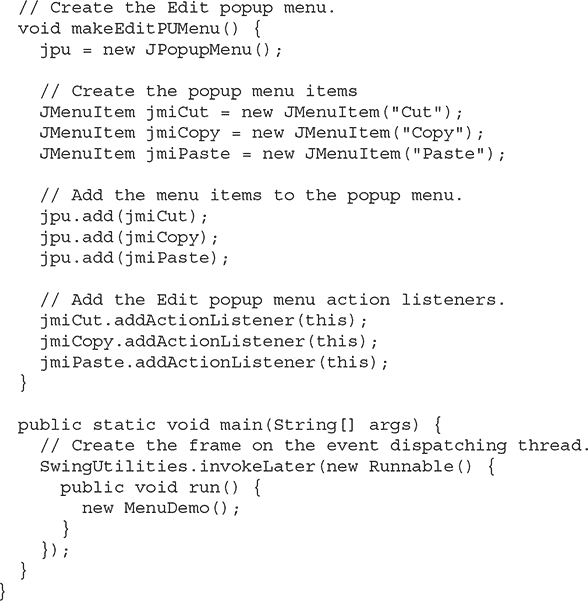 // Create the Edit popup menu.
void makeEditPUMenu() {
jpu = new JPopupMenu();
// Create the popup menu items
JMenuItem jmiCut = new JMenuItem("Cut");
JMenuItem jmiCopy = new JMenuItem("Copy");
JMenuItem jmiPaste = new JMenuItem("Paste");
// Add the menu items to the popup menu.
jpu.add(jmiCut);
jpu.add(jmiCopy);
jpu.add(jmiPaste);
// Add the Edit popup menu action listeners.
jmiCut.addActionListener(this);
jmiCopy.addActionListener(this);
jmiPaste.addActionListener(this);
}
public static void main(String[] args) {
// Create the frame on the event dispatching thread.
SwingUtilities.invokeLater(new Runnable() {
public void run() {
new MenuDemo();
}
});
}
}